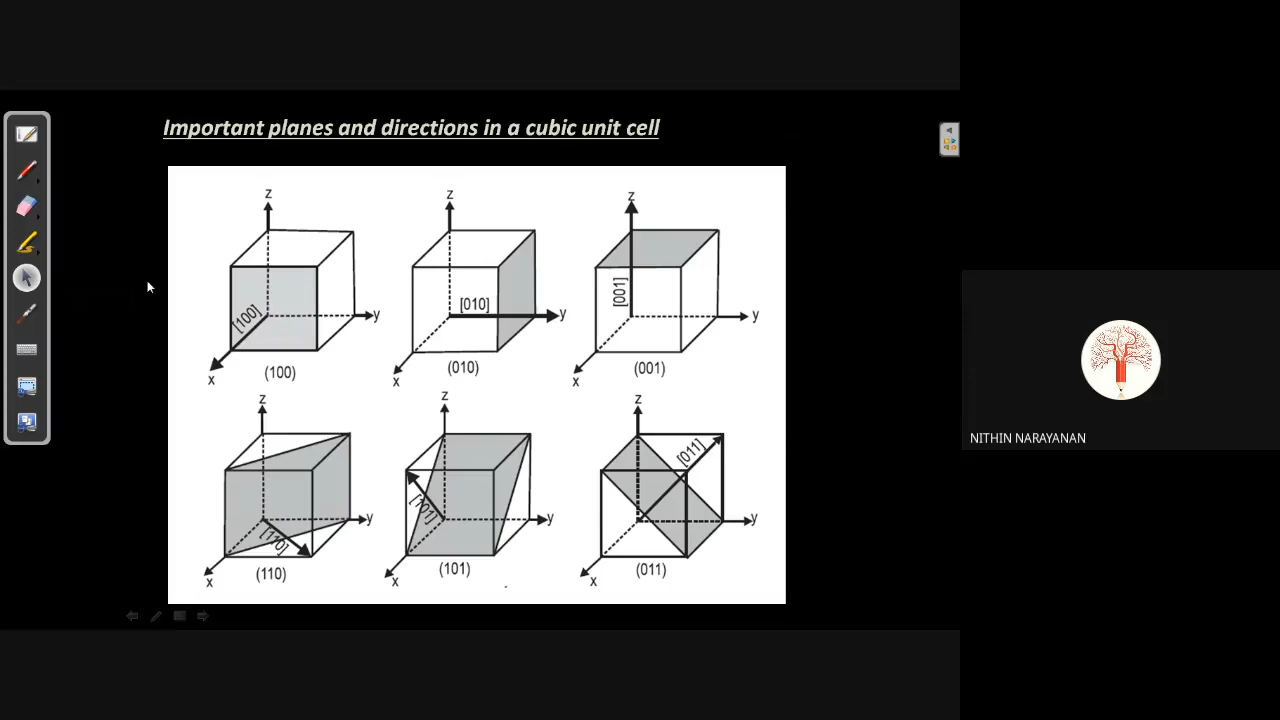 Important planes and directions in a cubic unit cell
z z z
[100] [010] [001]
y y y
x x x
(100) (010) (001)
z z z
[110] [101] [011]
y y y
x x x
(110) (101) (011)
NITHIN NARAYANAN